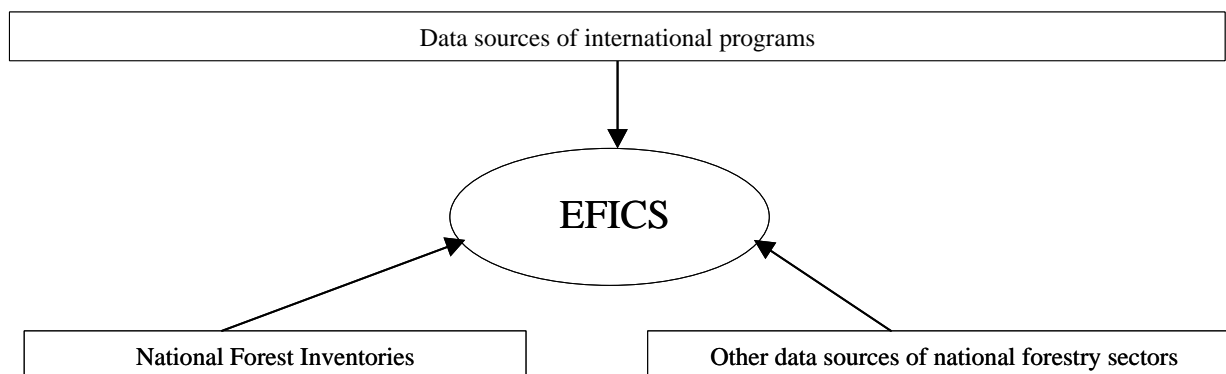 Data sources of international programs
EFICS
National Forest Inventories
Other data sources of national forestry sectors